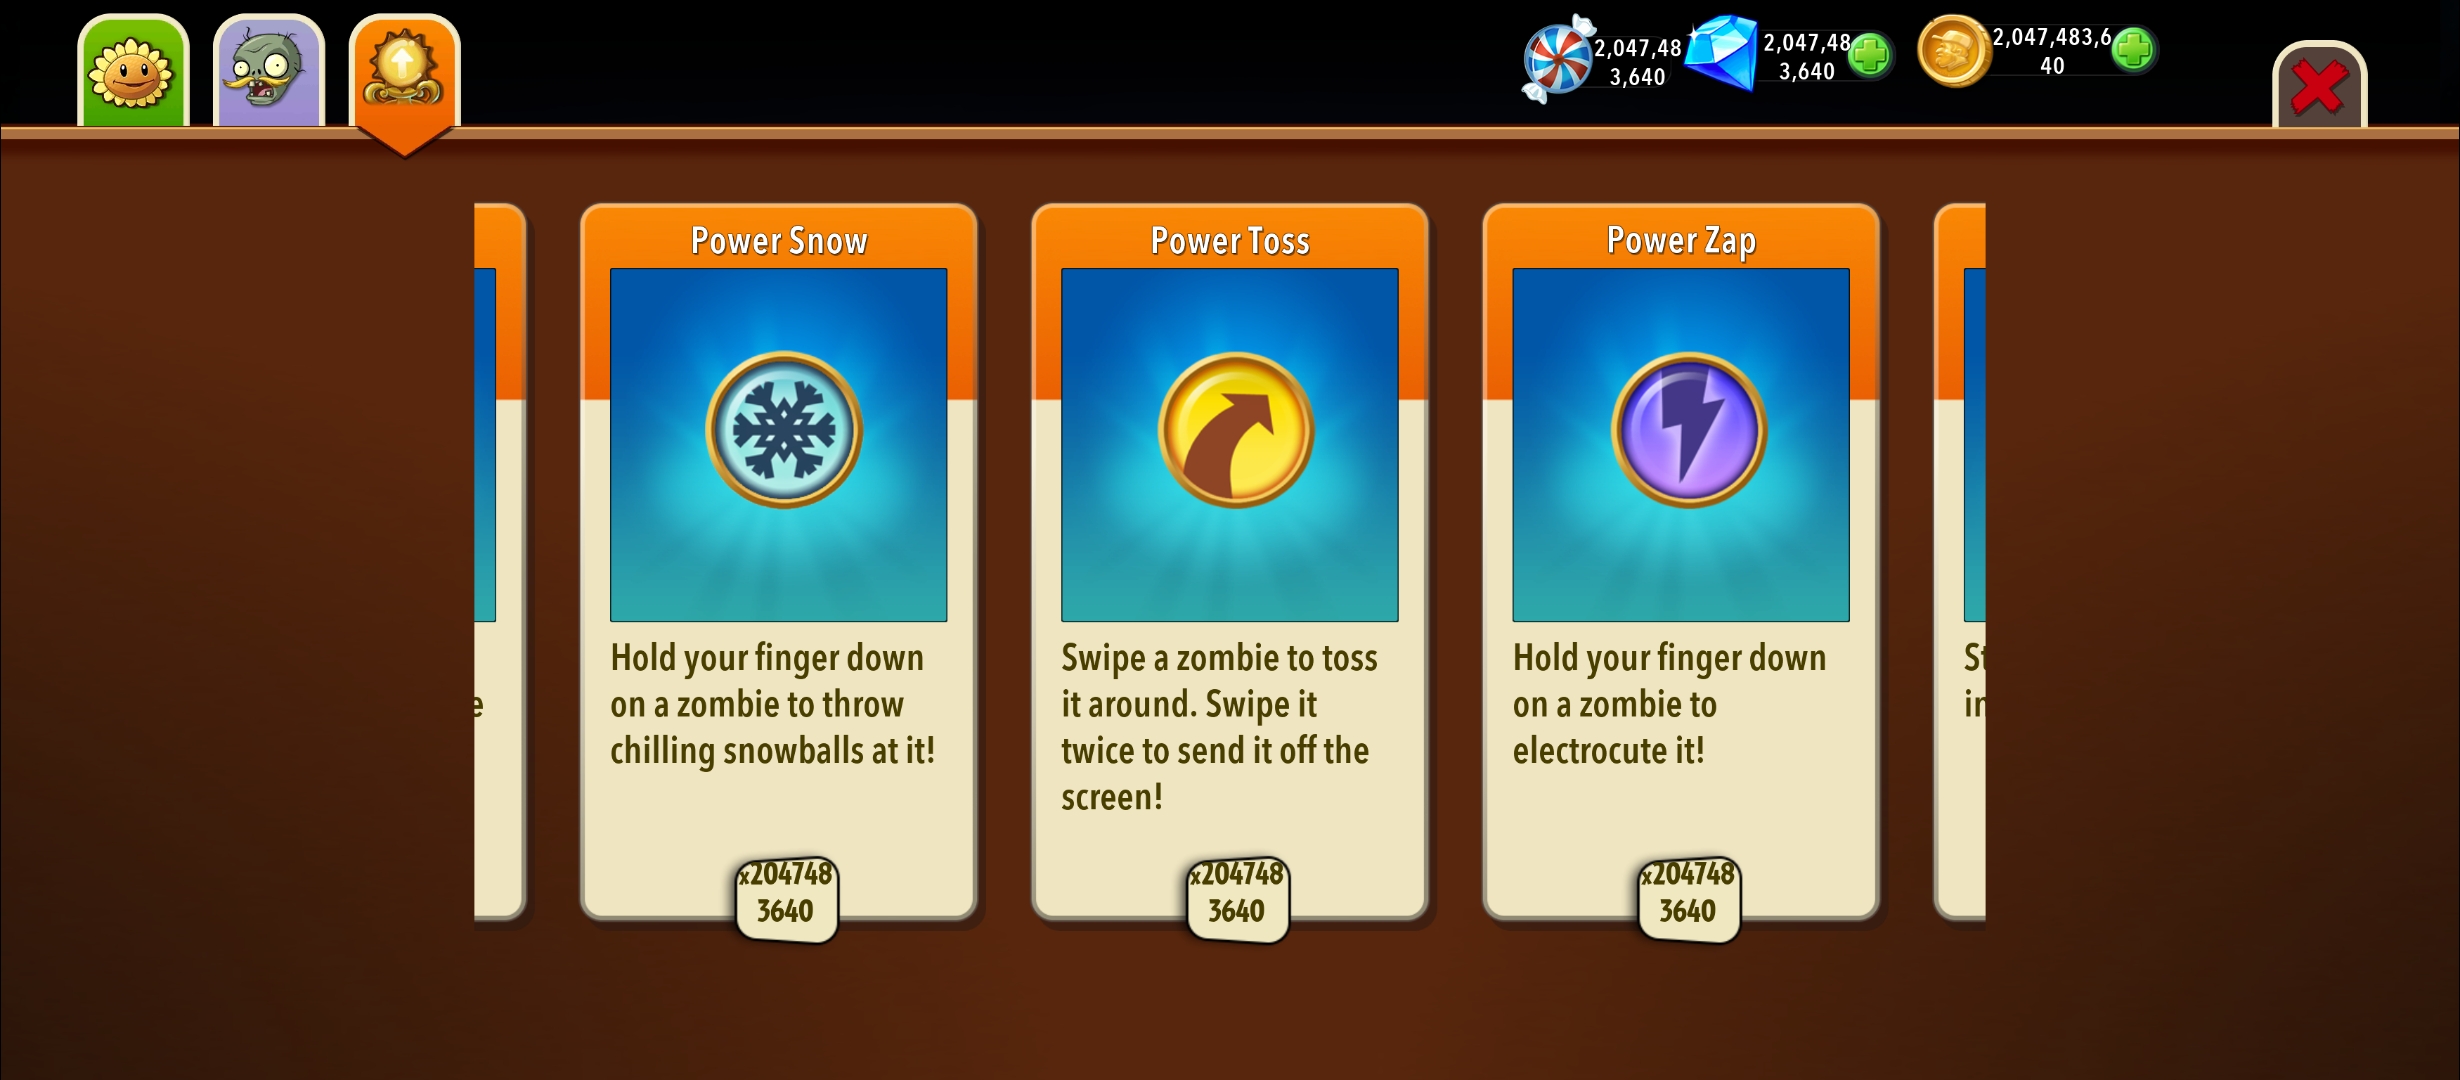 2,047,48
3,640
2,047,48
3,640
2,047,483,6
40
e
Power Snow
Hold your finger down
on a zombie to throw
chilling snowballs at it!
x204748
3640
Power Toss
Swipe a zombie to toss
it around. Swipe it
twice to send it off the
screen!
x204748
3640
Power Zap
Hold your finger down
on a zombie to
electrocute it!
x204748
3640
St
in